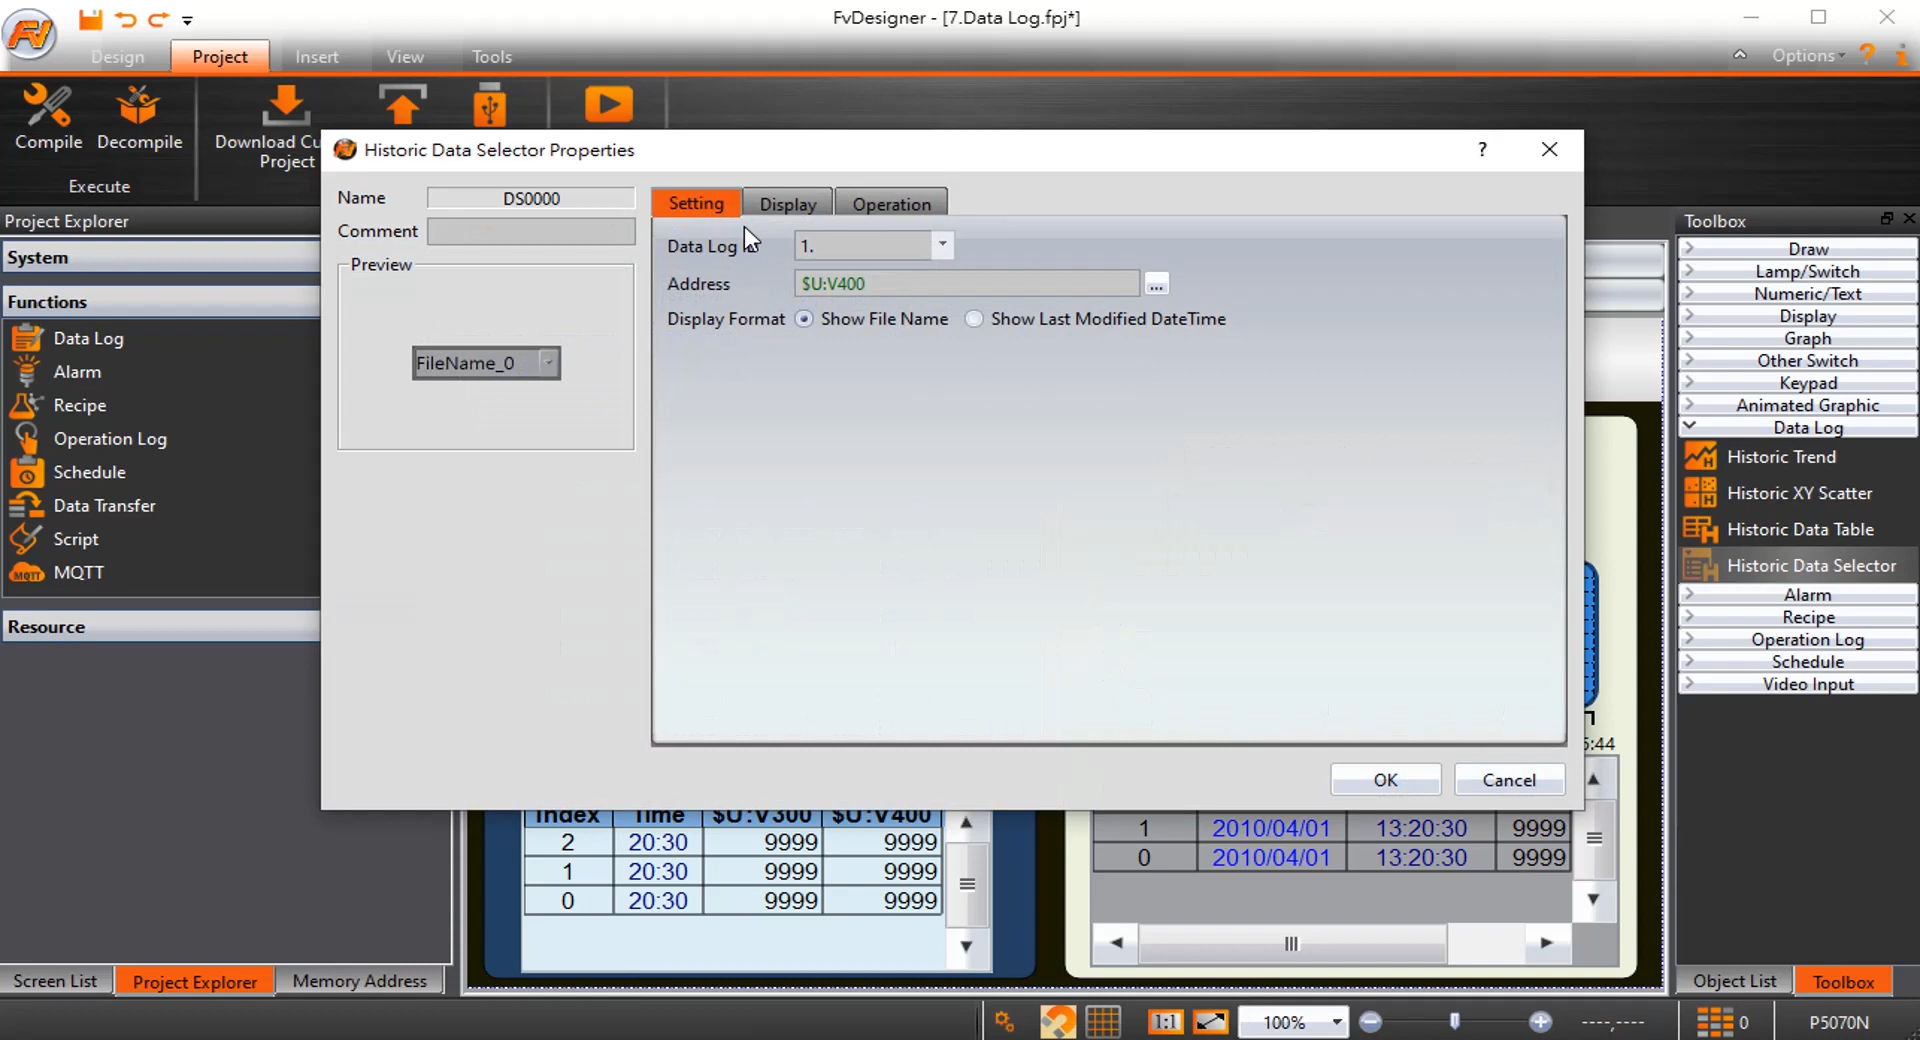 FvDesigner - [7.Data Log.fpj*]
Design
Project
Insert
View
Tools
Options
Compile
Decompile
Download Cu
Project
Execute
Project Explorer
System
Functions
Data Log
Alarm
Recipe
Operation Log
Schedule
Data Transfer
Script
MQTT
Resource
Historic Data Selector Properties
Name
DS0000
Comment
Preview
FileName_0
Setting
Display
Operation
Data Log
1.
Address
$U:V400
...
Display Format
Show File Name
Show Last Modified DateTime
OK
Cancel
Index Time $U:V300 $U:V400
2 20:30 9999 9999
1 20:30 9999 9999
0 20:30 9999 9999
5:44
1 2010/04/01 13:20:30 9999
0 2010/04/01 13:20:30 9999
Toolbox
Draw
Lamp/Switch
Numeric/Text
Display
Graph
Other Switch
Keypad
Animated Graphic
Data Log
Historic Trend
Historic XY Scatter
Historic Data Table
Historic Data Selector
Alarm
Recipe
Operation Log
Schedule
Video Input
Screen List
Project Explorer
Memory Address
Object List
Toolbox
1:1
100%
----,----
0
P5070N